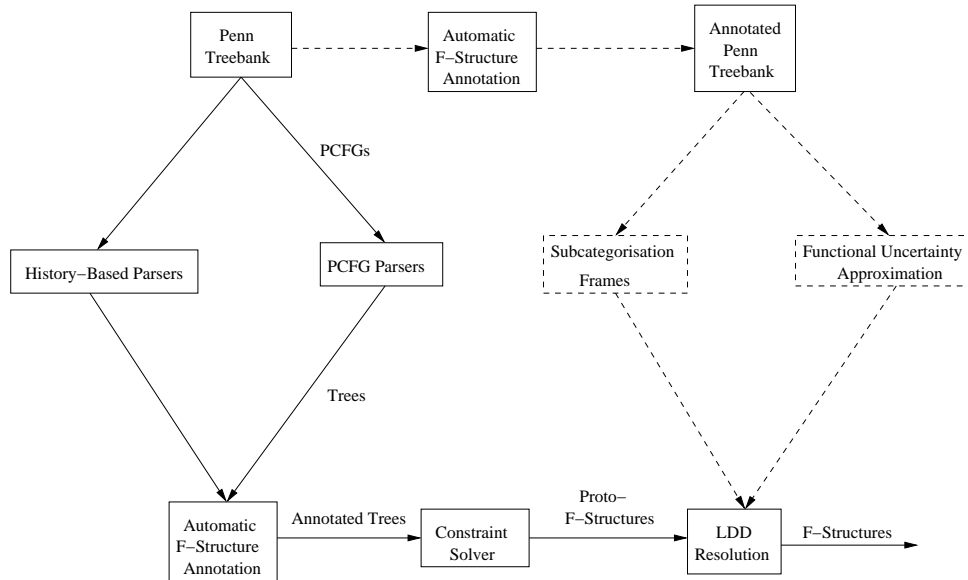 Penn
Treebank
Automatic
F−Structure
Annotation
Annotated
Penn
Treebank
PCFGs
History−Based Parsers
PCFG Parsers
Subcategorisation
Frames
Functional Uncertainty
Approximation
Trees
Automatic
F−Structure
Annotation
Annotated Trees
Constraint
Solver
Proto−
F−Structures
LDD
Resolution
F−Structures